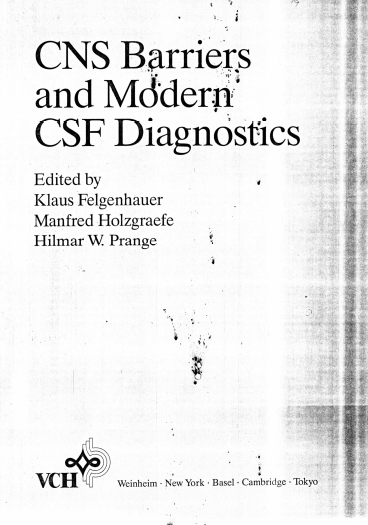 CNS Barriers
and Modern
CSF Diagnostics
Edited by
Klaus Felgenhauer
Manfred Holzgraefe
Hilmar W. Prange
VCH
Weinheim · New York · Basel · Cambridge · Tokyo